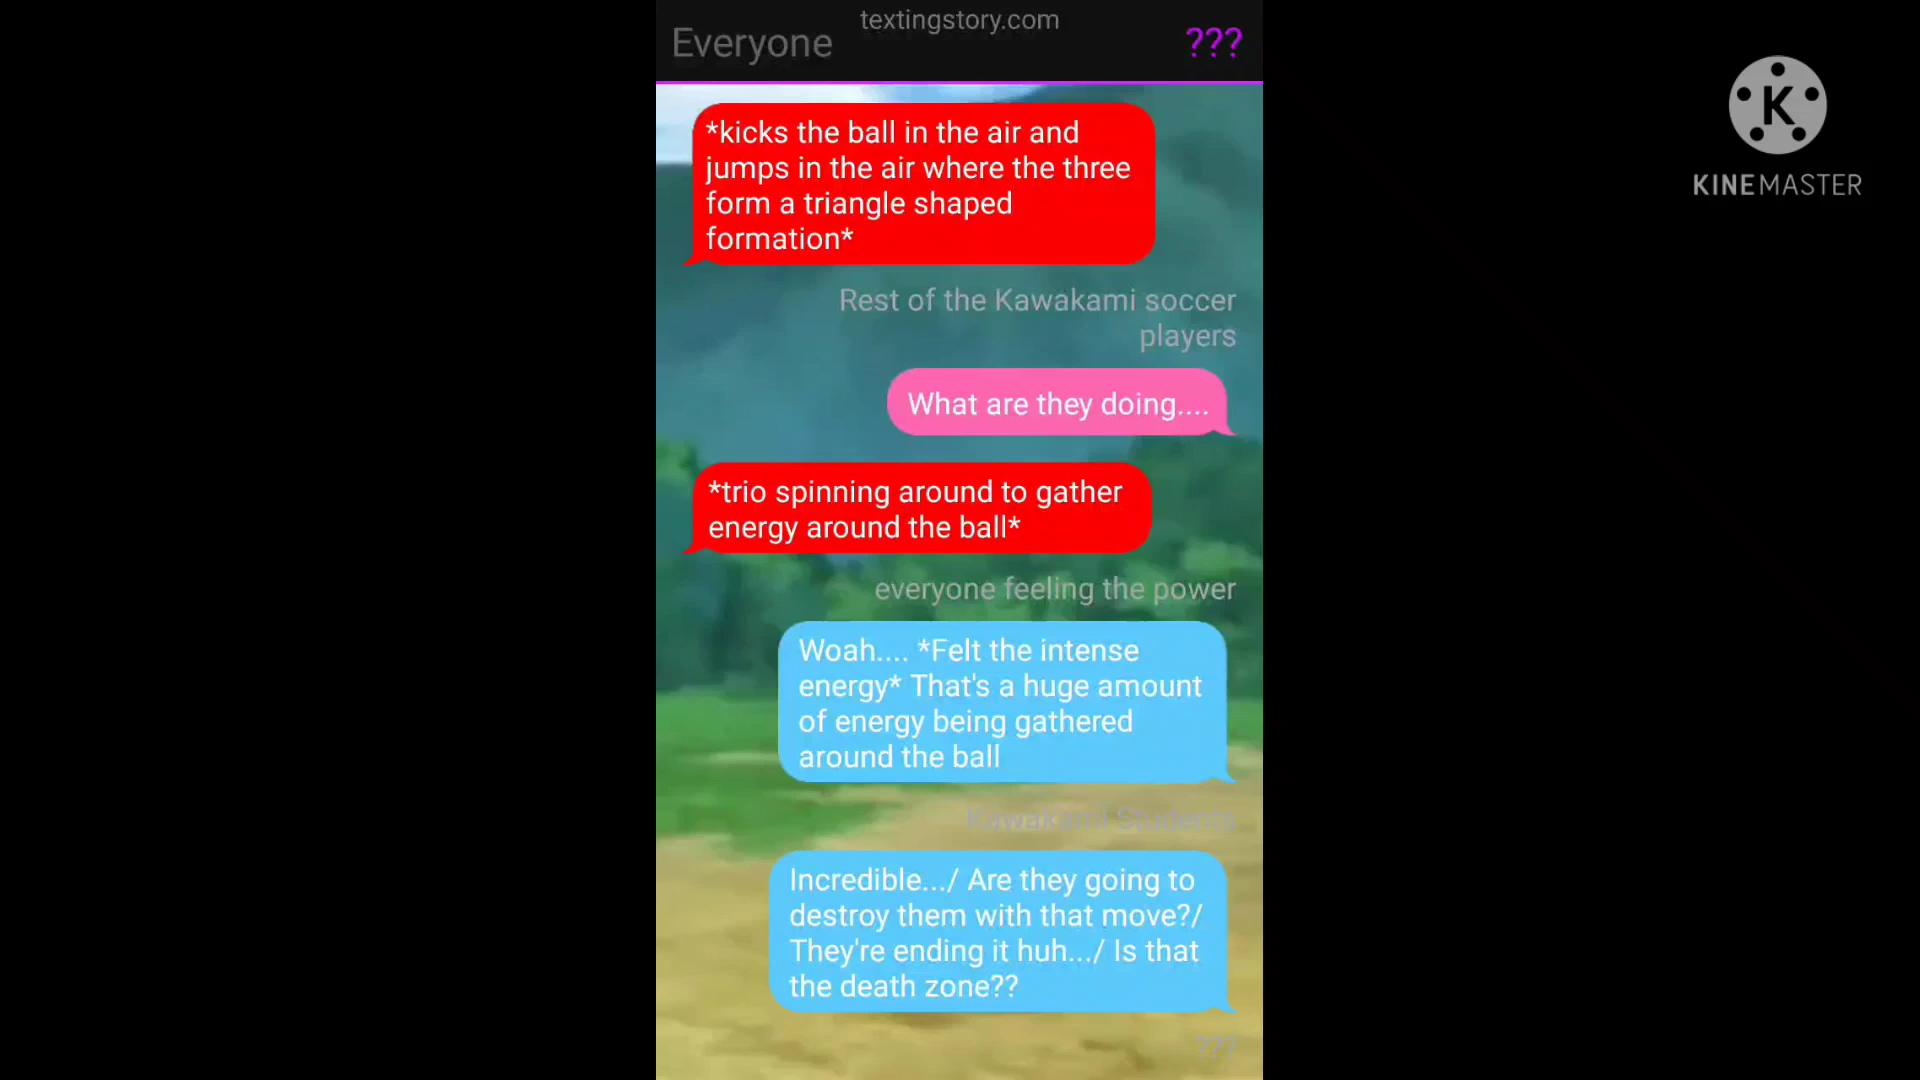 textingstory.com
Everyone
???
*kicks the ball in the air and
jumps in the air where the three
form a triangle shaped
formation*
Rest of the Kawakami soccer
players
What are they doing....
*trio spinning around to gather
energy around the ball*
everyone feeling the power
Woah.... *Felt the intense
energy* That's a huge amount
of energy being gathered
around the ball
Kawakami Students
Incredible.../ Are they going to
destroy them with that move?/
They're ending it huh.../ Is that
the death zone??
???
K
KINEMASTER